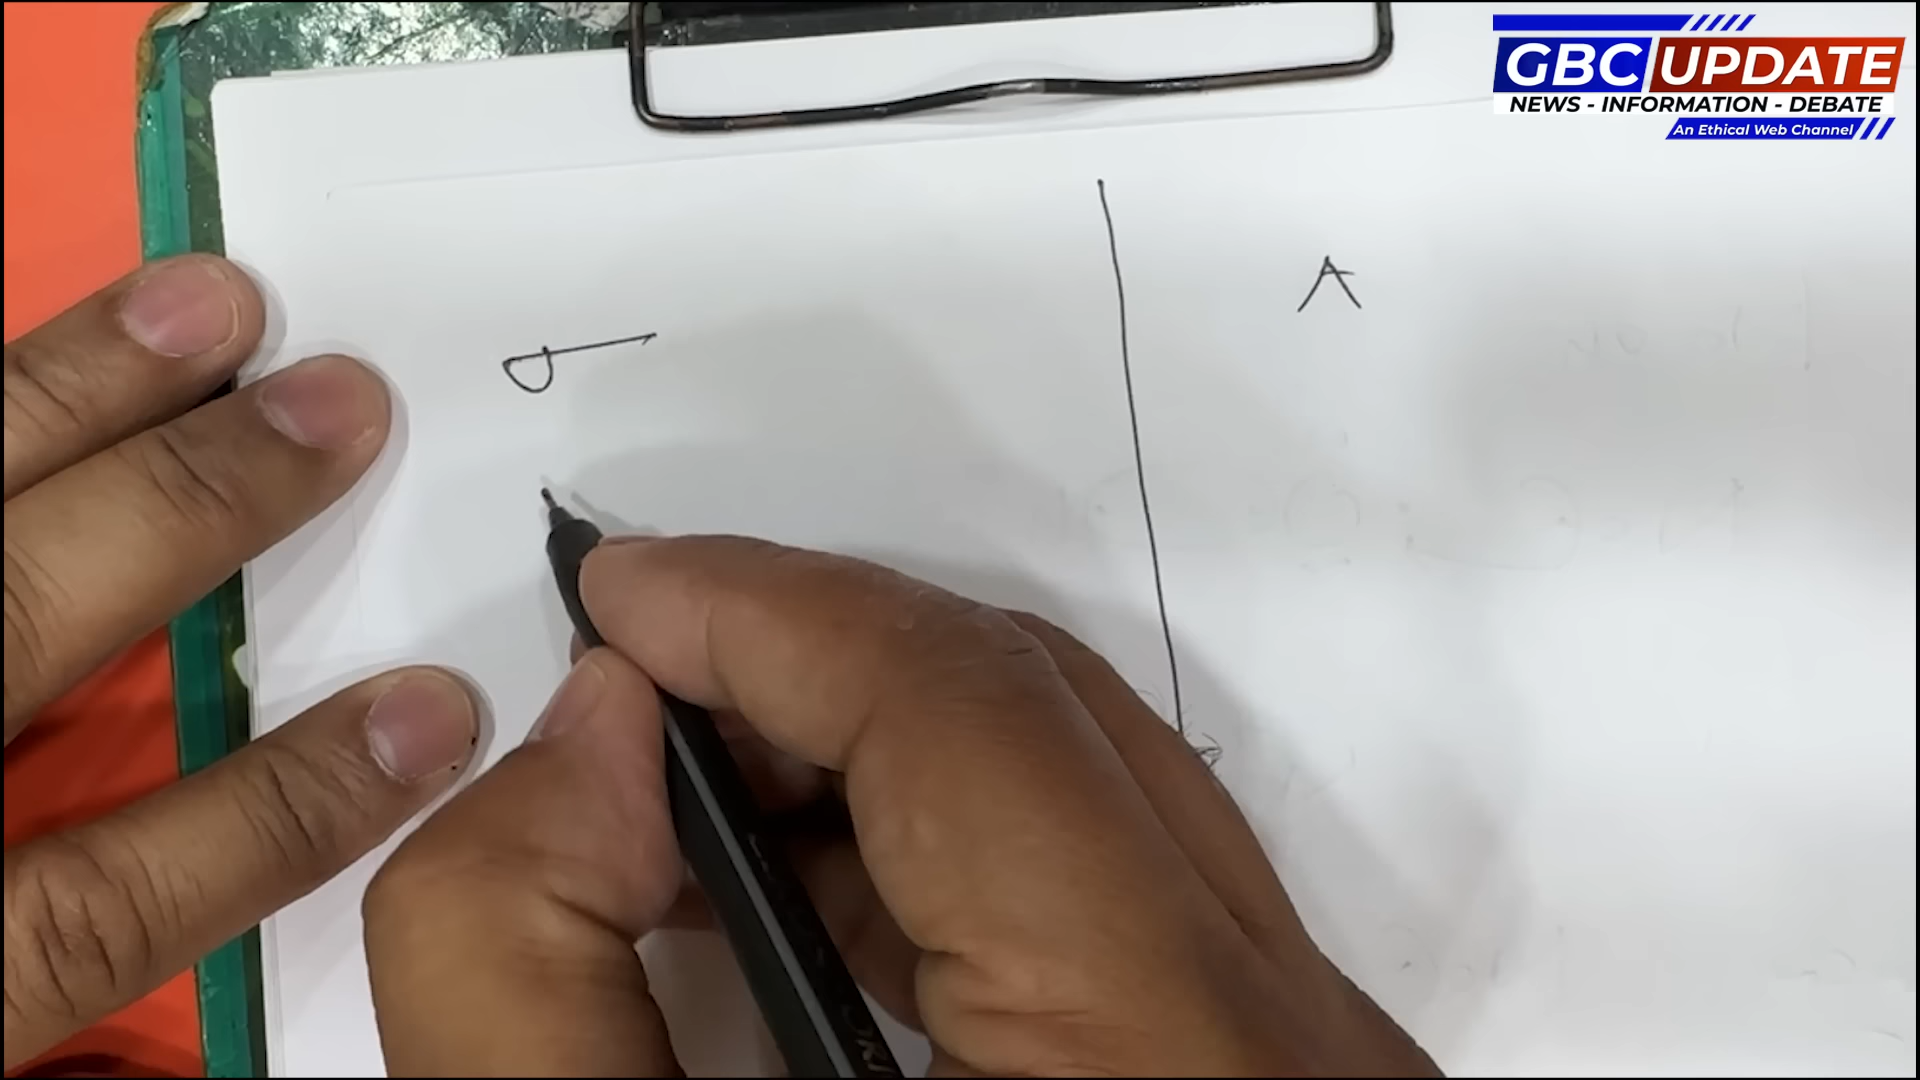 GBC UPDATE
NEWS - INFORMATION - DEBATE
An Ethical Web Channel
A